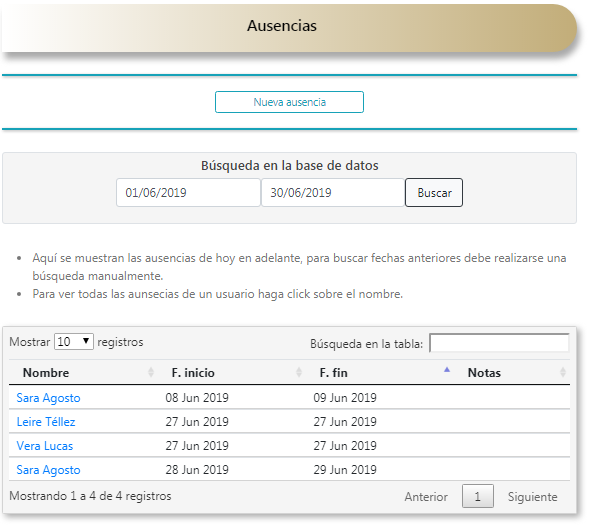 Ausencias
Nueva ausencia
Búsqueda en la base de datos
01/06/2019 30/06/2019 Buscar
Aquí se muestran las ausencias de hoy en adelante, para buscar fechas anteriores debe realizarse una
búsqueda manualmente.
Para ver todas las aunsecias de un usuario haga click sobre el nombre.
Mostrar 10 registros Búsqueda en la tabla:
Nombre F. inicio F. fin Notas
Sara Agosto 08 Jun 2019 09 Jun 2019
Leire Téllez 27 Jun 2019 27 Jun 2019
Vera Lucas 27 Jun 2019 27 Jun 2019
Sara Agosto 28 Jun 2019 29 Jun 2019
Mostrando 1 a 4 de 4 registros Anterior 1 Siguiente